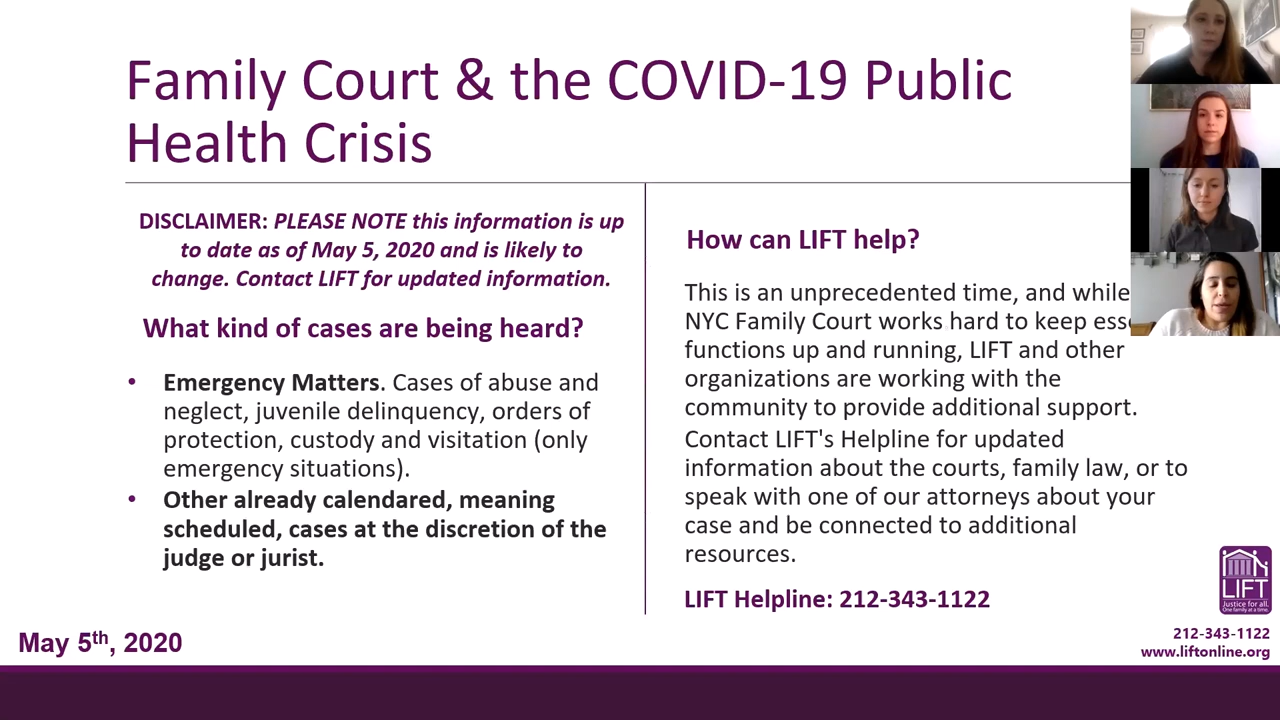 Family Court & the COVID-19 Public
Health Crisis
DISCLAIMER: PLEASE NOTE this information is up
to date as of May 5, 2020 and is likely to
change. Contact LIFT for updated information.
What kind of cases are being heard?
• Emergency Matters. Cases of abuse and
neglect, juvenile delinquency, orders of
protection, custody and visitation (only
emergency situations).
• Other already calendared, meaning
scheduled, cases at the discretion of the
judge or jurist.
How can LIFT help?
This is an unprecedented time, and while
NYC Family Court works hard to keep
functions up and running, LIFT and other
organizations are working with the
community to provide additional support.
Contact LIFT's Helpline for updated
information about the courts, family law, or to
speak with one of our attorneys about your
case and be connected to additional
resources.
LIFT Helpline: 212-343-1122
LIFT
Justice for all.
One family at a time.
212-343-1122
www.liftonline.org
May 5th, 2020